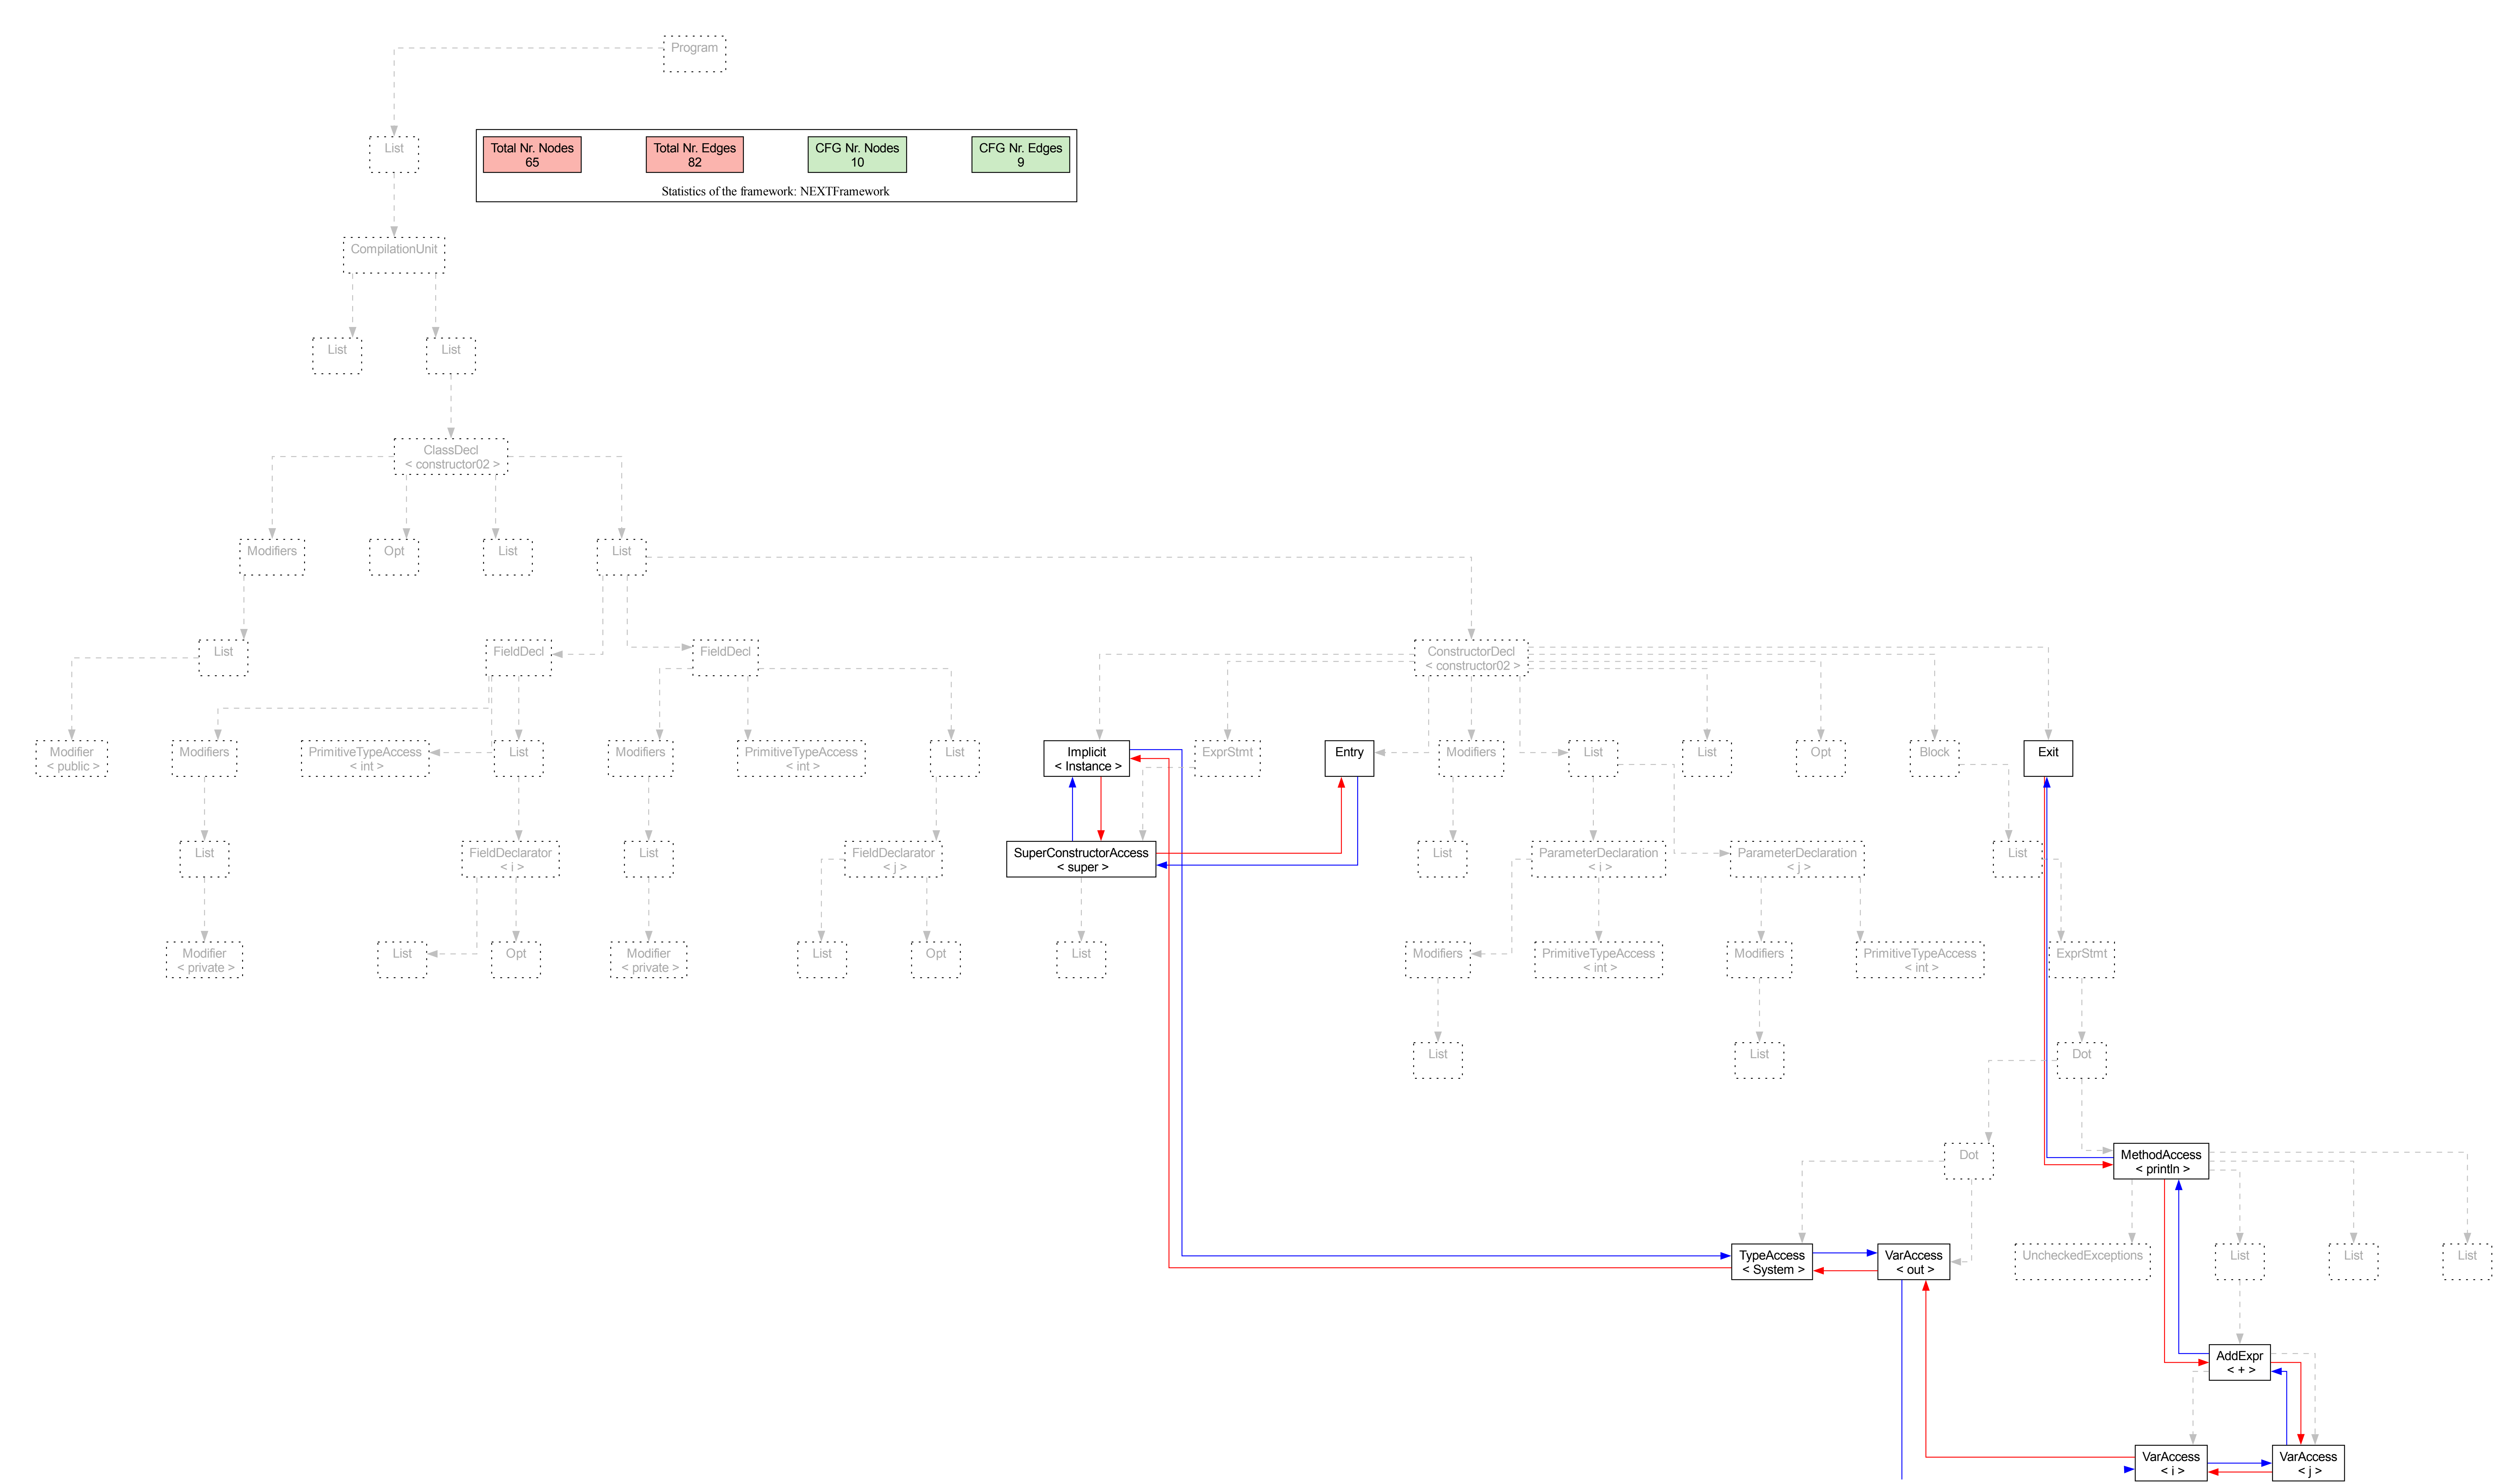 Program
List
Total Nr. Nodes
65
Total Nr. Edges
82
CFG Nr. Nodes
10
CFG Nr. Edges
9
Statistics of the framework: NEXTFramework
CompilationUnit
List
List
ClassDecl
< constructor02 >
Modifiers
Opt
List
List
List
FieldDecl
FieldDecl
ConstructorDecl
< constructor02 >
Modifier
< public >
Modifiers
PrimitiveTypeAccess
< int >
List
Modifiers
PrimitiveTypeAccess
< int >
List
Implicit
< Instance >
ExprStmt
Entry
Modifiers
List
List
Opt
Block
Exit
List
FieldDeclarator
< i >
List
FieldDeclarator
< j >
SuperConstructorAccess
< super >
List
ParameterDeclaration
< i >
ParameterDeclaration
< j >
List
Modifier
< private >
List
Opt
Modifier
< private >
List
Opt
List
Modifiers
PrimitiveTypeAccess
< int >
Modifiers
PrimitiveTypeAccess
< int >
ExprStmt
List
List
Dot
Dot
MethodAccess
< println >
TypeAccess
< System >
VarAccess
< out >
UncheckedExceptions
List
List
List
AddExpr
< + >
VarAccess
< i >
VarAccess
< j >